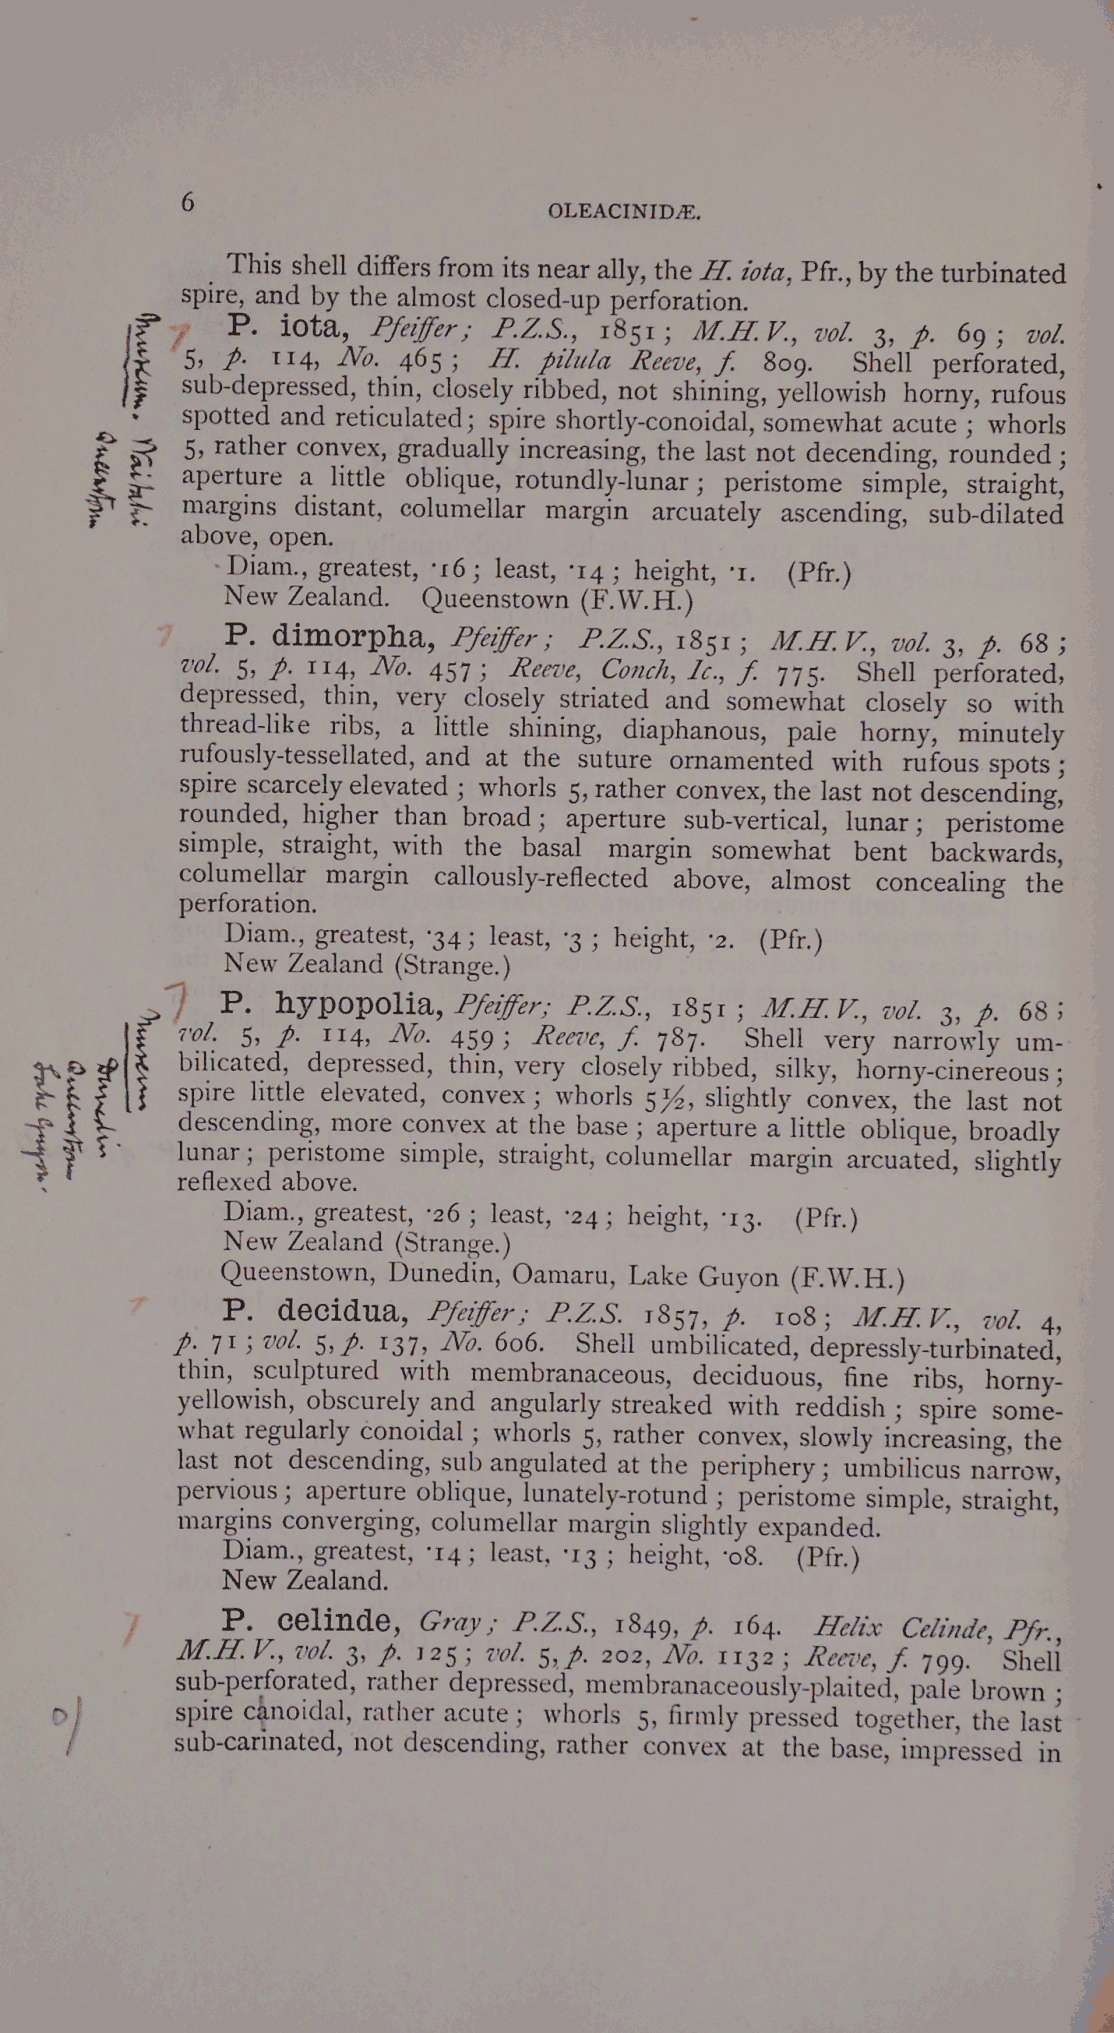 6
OLEACINIDÆ.
This shell differs from its near ally, the H. iota, Pfr., by the turbinated
spire, and by the almost closed-up perforation.
P. iota, Pfeiffer; P.Z.S., 1851; M.H.V., vol. 3, p. 69; vol.
5, p. 114, No. 465; H. pilula Reeve, f. 809. Shell perforated,
sub-depressed, thin, closely ribbed, not shining, yellowish horny, rufous
spotted and reticulated; spire shortly-conoidal, somewhat acute; whorls
5, rather convex, gradually increasing, the last not decending, rounded;
aperture a little oblique, rotundly-lunar; peristome simple, straight,
margins distant, columellar margin arcuately ascending, sub-dilated
above, open.
Diam., greatest, ·16; least, ·14; height, ·1. (Pfr.)
New Zealand. Queenstown (F.W.H.)
Museum. Waitati
Queenstown
7
P. dimorpha, Pfeiffer; P.Z.S., 1851; M.H.V., vol. 3, p. 68;
vol. 5, p. 114, No. 457; Reeve, Conch, Ic., f. 775. Shell perforated,
depressed, thin, very closely striated and somewhat closely so with
thread-like ribs, a little shining, diaphanous, pale horny, minutely
rufously-tessellated, and at the suture ornamented with rufous spots;
spire scarcely elevated; whorls 5, rather convex, the last not descending,
rounded, higher than broad; aperture sub-vertical, lunar; peristome
simple, straight, with the basal margin somewhat bent backwards,
columellar margin callously-reflected above, almost concealing the
perforation.
Diam., greatest, ·34; least, ·3; height, ·2. (Pfr.)
New Zealand (Strange.)
7
P. hypopolia, Pfeiffer; P.Z.S., 1851; M.H.V., vol. 3, p. 68;
vol. 5, p. 114, No. 459; Reeve, f. 787. Shell very narrowly um-
bilicated, depressed, thin, very closely ribbed, silky, horny-cinereous;
spire little elevated, convex; whorls 5½, slightly convex, the last not
descending, more convex at the base; aperture a little oblique, broadly
lunar; peristome simple, straight, columellar margin arcuated, slightly
reflexed above.
Diam., greatest, ·26; least, ·24; height, ·13. (Pfr.)
New Zealand (Strange.)
Queenstown, Dunedin, Oamaru, Lake Guyon (F.W.H.)
Museum
Dunedin
Queenstown
Lake Guyon.
7
P. decidua, Pfeiffer; P.Z.S. 1857, p. 108; M.H.V., vol. 4,
p. 71; vol. 5, p. 137, No. 606. Shell umbilicated, depressly-turbinated,
thin, sculptured with membranaceous, deciduous, fine ribs, horny-
yellowish, obscurely and angularly streaked with reddish; spire some-
what regularly conoidal; whorls 5, rather convex, slowly increasing, the
last not descending, sub angulated at the periphery; umbilicus narrow,
pervious; aperture oblique, lunately-rotund; peristome simple, straight,
margins converging, columellar margin slightly expanded.
Diam., greatest, ·14; least, ·13; height, ·08. (Pfr.)
New Zealand.
7
P. celinde, Gray; P.Z.S., 1849, p. 164. Helix Celinde, Pfr.,
M.H.V., vol. 3, p. 125; vol. 5, p. 202, No. 1132; Reeve, f. 799. Shell
sub-perforated, rather depressed, membranaceously-plaited, pale brown;
o/
spire canoidal, rather acute; whorls 5, firmly pressed together, the last
sub-carinated, not descending, rather convex at the base, impressed in